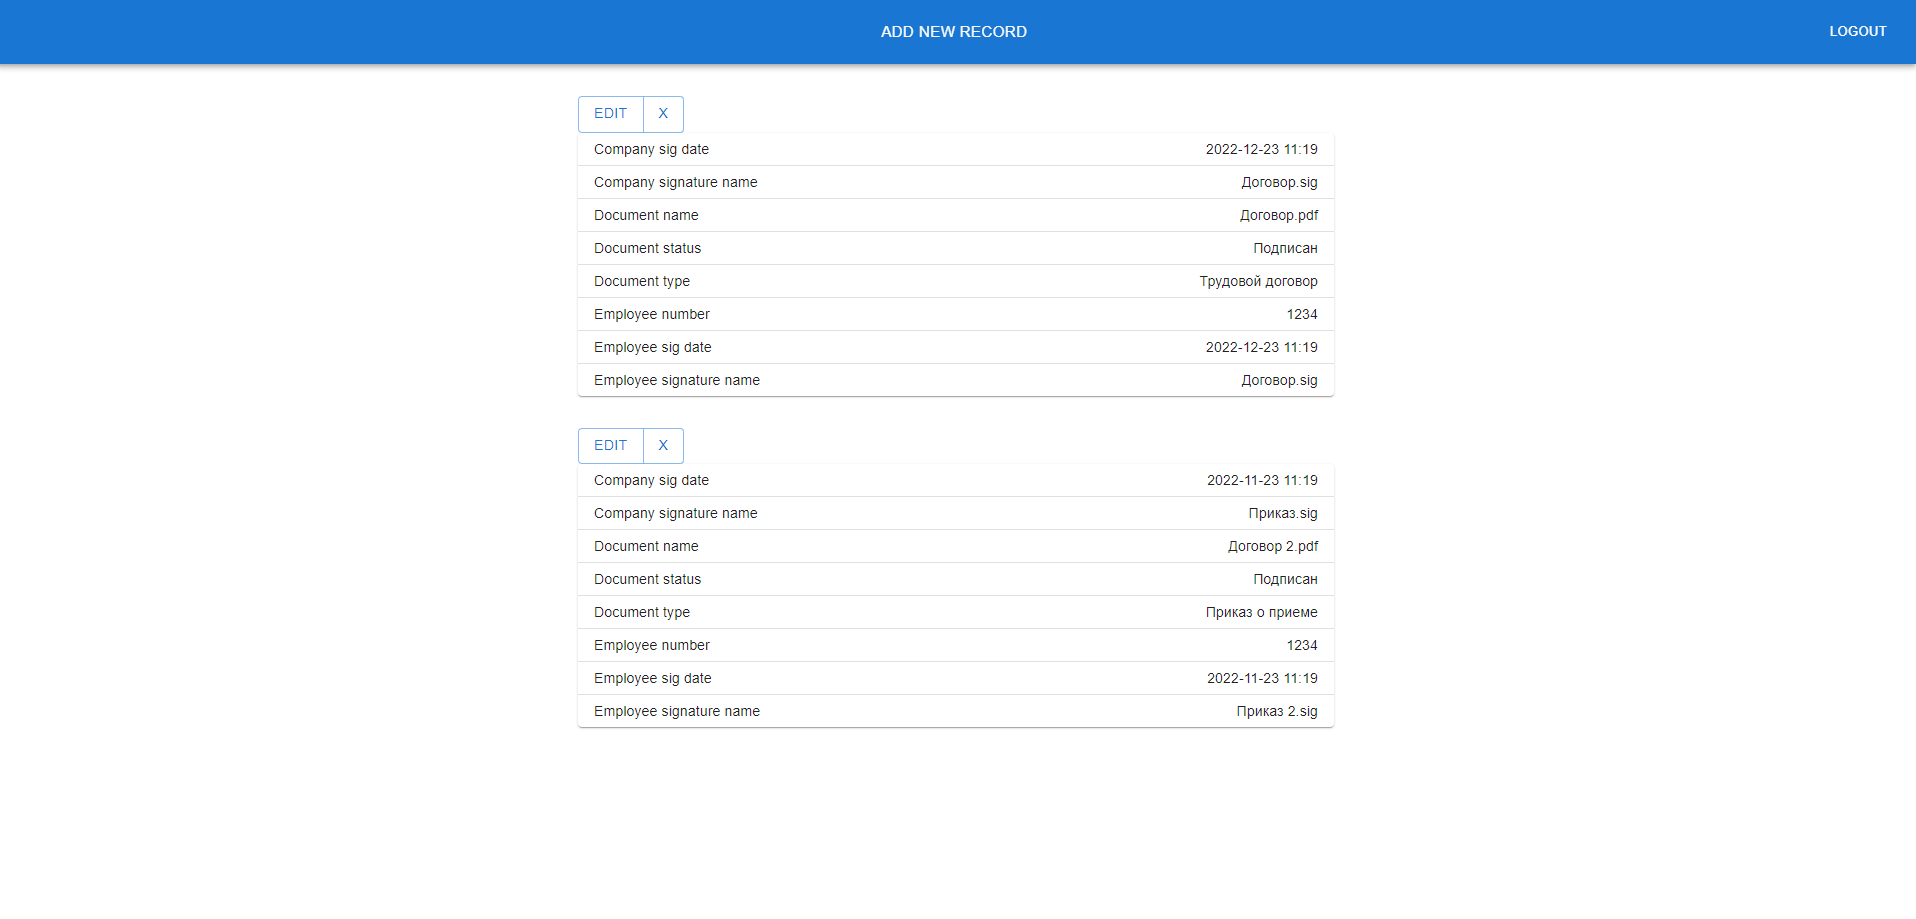 ADD NEW RECORD LOGOUT
EDIT X
Company sig date 2022-12-23 11:19
Company signature name Договор.sig
Document name Договор.pdf
Document status Подписан
Document type Трудовой договор
Employee number 1234
Employee sig date 2022-12-23 11:19
Employee signature name Договор.sig
EDIT X
Company sig date 2022-11-23 11:19
Company signature name Приказ.sig
Document name Договор 2.pdf
Document status Подписан
Document type Приказ о приеме
Employee number 1234
Employee sig date 2022-11-23 11:19
Employee signature name Приказ 2.sig